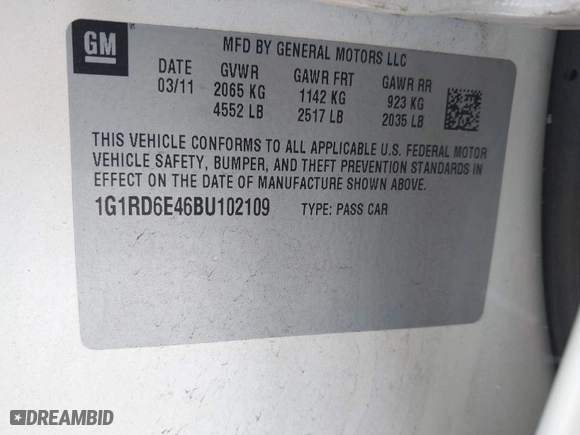 GM
MFD BY GENERAL MOTORS LLC
DATE GVWR GAWR FRT GAWR RR
03/11 2065 KG 1142 KG 923 KG
4552 LB 2517 LB 2035 LB
THIS VEHICLE CONFORMS TO ALL APPLICABLE U.S. FEDERAL MOTOR
VEHICLE SAFETY, BUMPER, AND THEFT PREVENTION STANDARDS IN
EFFECT ON THE DATE OF MANUFACTURE SHOWN ABOVE.
1G1RD6E46BU102109 TYPE: PASS CAR
DREAMBID